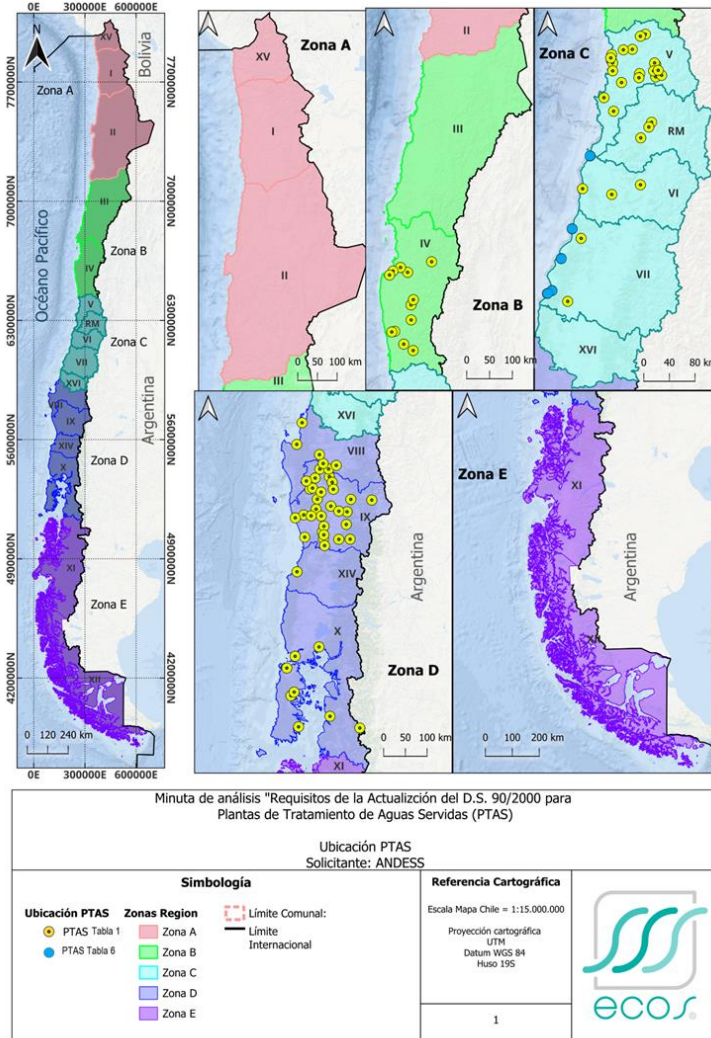 0E 3000000E 6000000E
N
Bolivia
XV
I
Zona A
II
7700000N
III
7000000N
Zona B
IV
Océano Pacífico
V
RM
VI
VII
XVI
Zona C
6300000N
VIII
IX
XIV
X
Zona D
Argentina
5600000N
4900000N
XI
Zona E
4200000N
XII
0 120 240 km
0E 3000000E 6000000E
7700000N
7000000N
6300000N
5600000N
4900000N
4200000N
XV
Zona A
I
II
III
0 50 100 km
II
III
IV
Zona B
0 50 100 km
Zona C
V
RM
VI
VII
XVI
0 40 80 km
XVI
VIII
IX
XIV
Argentina
X
Zona D
XI
0 50 100 km
Zona E
XI
Argentina
XII
0 100 200 km
Minuta de análisis "Requisitos de la Actualizción del D.S. 90/2000 para
Plantas de Tratamiento de Aguas Servidas (PTAS)
Ubicación PTAS
Solicitante: ANDESS
Simbología
Ubicación PTAS
PTAS Tabla 1
PTAS Tabla 6
Zonas Region
Zona A
Zona B
Zona C
Zona D
Zona E
Límite Comunal:
Límite
Internacional
Referencia Cartográfica
Escala Mapa Chile = 1:15.000.000
Proyección cartográfica
UTM
Datum WGS 84
Huso 19S
1
ecos®